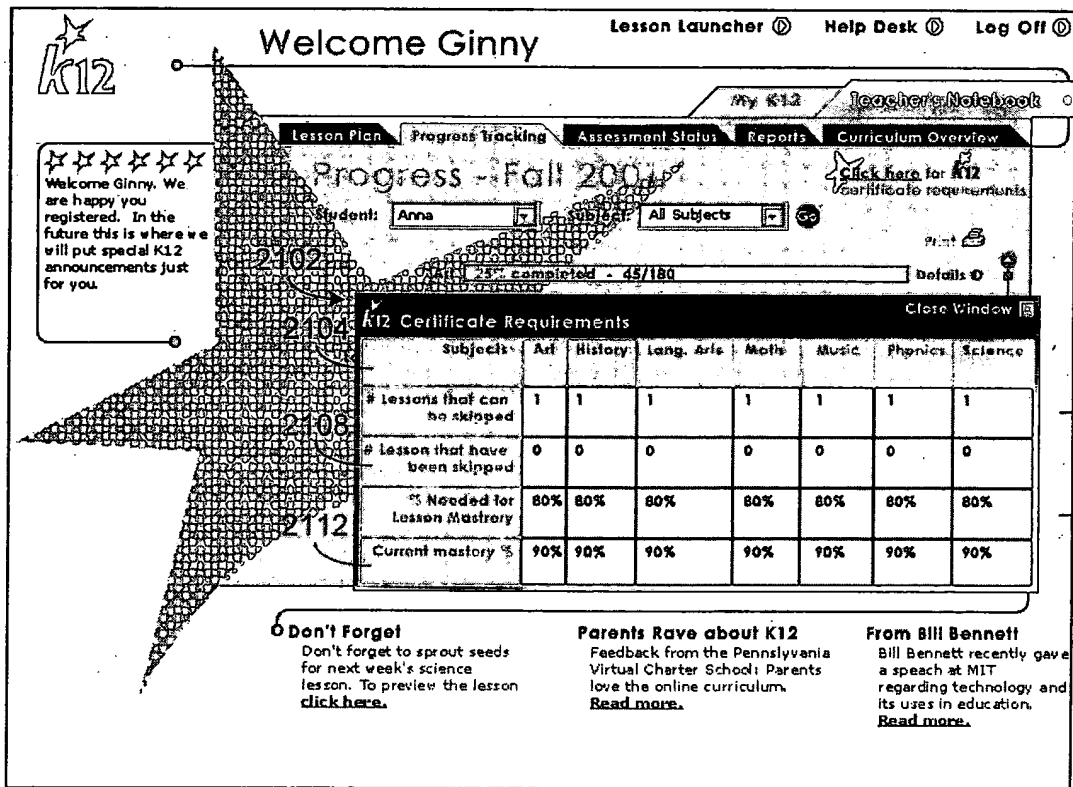 k12
Welcome Ginny
Lesson Launcher
Help Desk
Log Off
My K12
Teacher's Notebook
Lesson Plan
Progress Tracking
Assessment Status
Reports
Curriculum Overview
Welcome Ginny. We
are happy you
registered. In the
future this is where we
will put special K12
announcements just
for you.
Progress - Fall 2001
Click here for K12
certificate requirements
Student: Anna
Subject: All Subjects
Go
Print
2102
Art 25% completed - 45/180
Details
k12 Certificate Requirements
Close Window
2104
Subjects Art History Lang. Arts Math Music Phonics Science
# Lessons that can
be skipped
1 1 1 1 1 1 1
2108
# Lesson that have
been skipped
0 0 0 0 0 0 0
% Needed for
Lesson Mastrory
80% 80% 80% 80% 80% 80% 80%
2112
Current mastory %
90% 90% 90% 90% 90% 90% 90%
Don't Forget
Don't forget to sprout seeds
for next week's science
lesson. To preview the lesson
click here.
Parents Rave about K12
Feedback from the Pennslyvania
Virtual Charter School: Parents
love the online curriculum.
Read more.
From Bill Bennett
Bill Bennett recently gave
a speach at MIT
regarding technology and
its uses in education.
Read more.